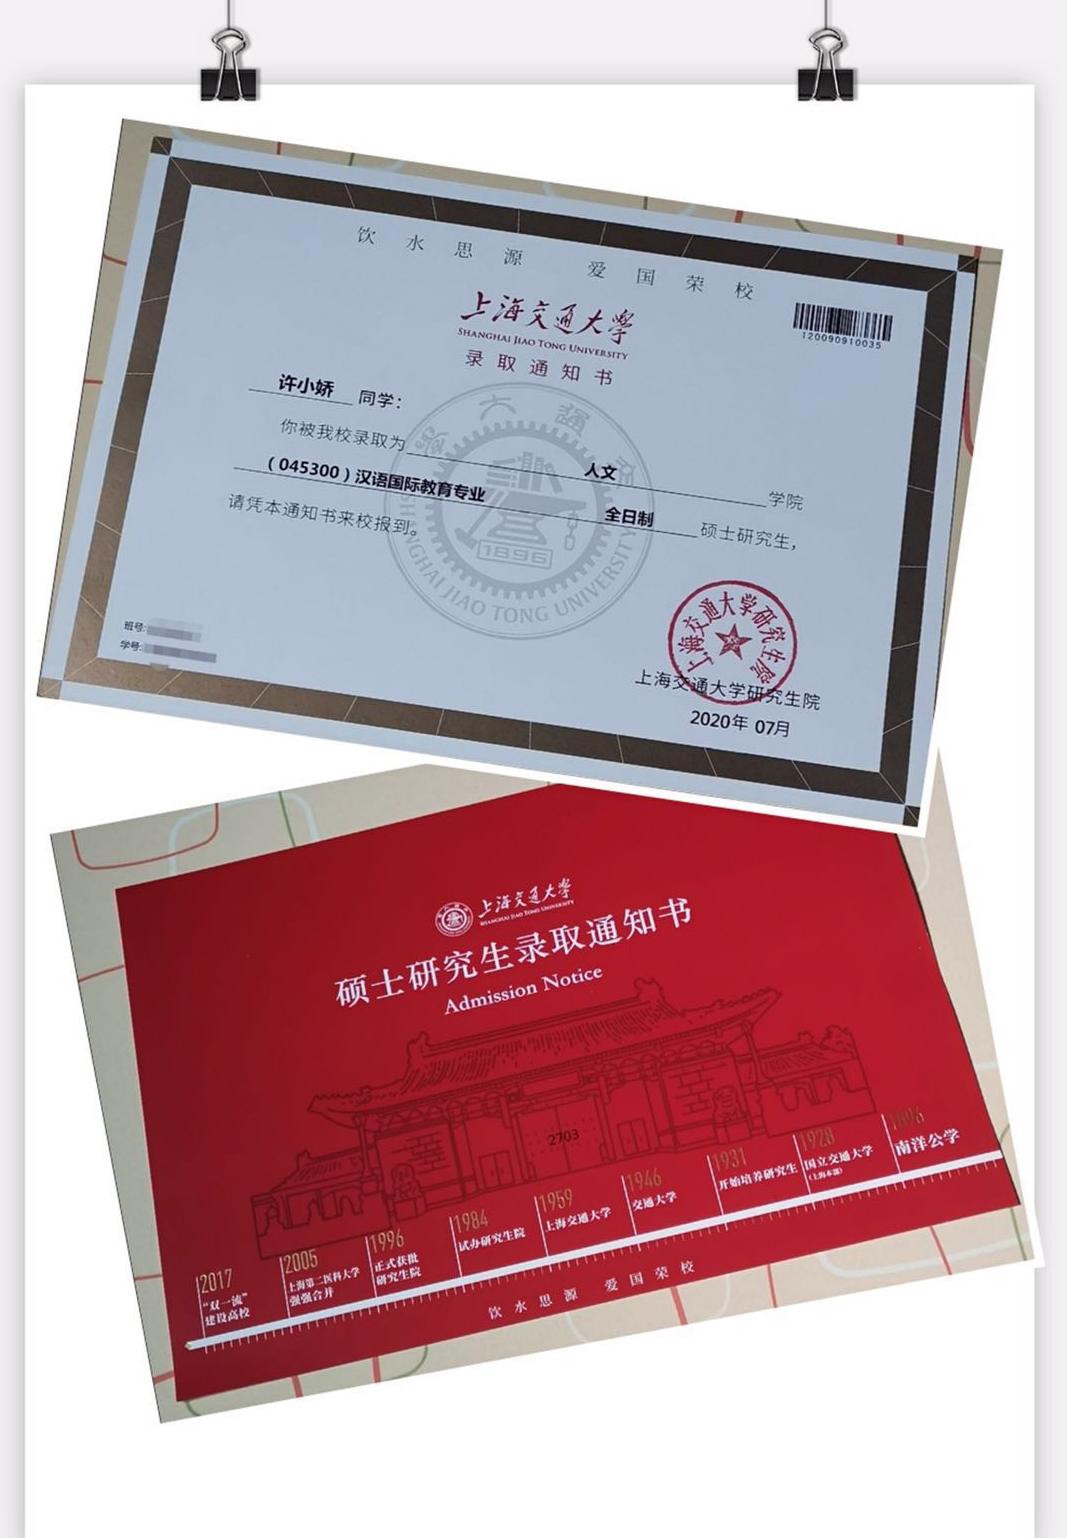 饮水思源 爱国荣校
上海交通大學
SHANGHAI JIAO TONG UNIVERSITY
录取通知书
120090910035
许小娇 同学：
你被我校录取为 人文 学院
（045300）汉语国际教育专业 全日制 硕士研究生，
请凭本通知书来校报到。
1896
SHANGHAI JIAO TONG UNIVERSITY
班号:
学号:
上海交通大学研究生院
上海交通大学研究生院
2020年 07月
上海交通大学
SHANGHAI JIAO TONG UNIVERSITY
硕士研究生录取通知书
Admission Notice
2703
1896
南洋公学
1928
国立交通大学
（上海本部）
1931
开始培养研究生
1946
交通大学
1959
上海交通大学
1984
试办研究生院
1996
正式获批
研究生院
2005
上海第二医科大学
强强合并
2017
“双一流”
建设高校
饮水思源 爱国荣校